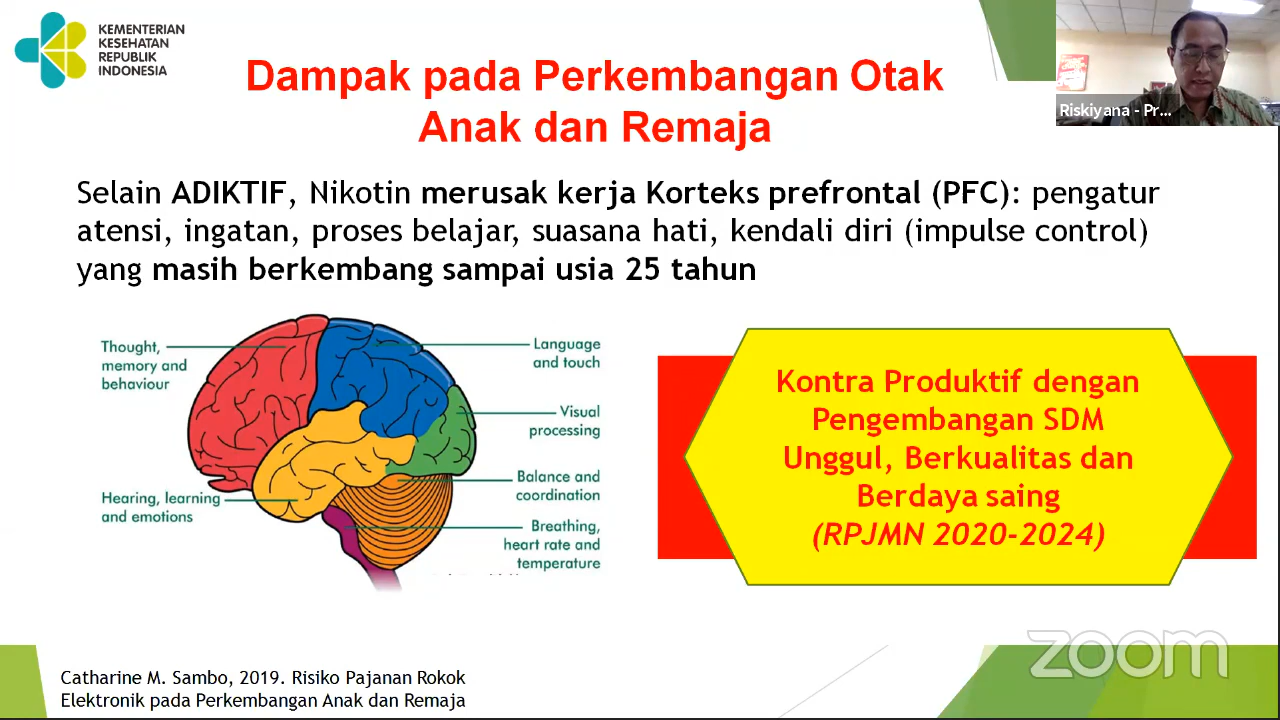 KEMENTERIAN
KESEHATAN
REPUBLIK
INDONESIA
Dampak pada Perkembangan Otak
Anak dan Remaja
Riskiyana - Pr...
Selain ADIKTIF, Nikotin merusak kerja Korteks prefrontal (PFC): pengatur
atensi, ingatan, proses belajar, suasana hati, kendali diri (impulse control)
yang masih berkembang sampai usia 25 tahun
Thought,
memory and
behaviour
Hearing, learning
and emotions
Language
and touch
Visual
processing
Balance and
coordination
Breathing,
heart rate and
temperature
Kontra Produktif dengan
Pengembangan SDM
Unggul, Berkualitas dan
Berdaya saing
(RPJMN 2020-2024)
Catharine M. Sambo, 2019. Risiko Pajanan Rokok
Elektronik pada Perkembangan Anak dan Remaja
zoom